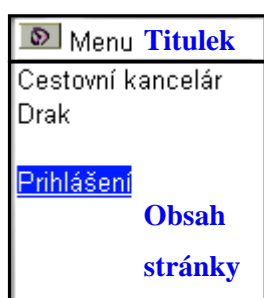 Menu Titulek
Cestovní kancelár
Drak
Prihlášení
Obsah
stránky